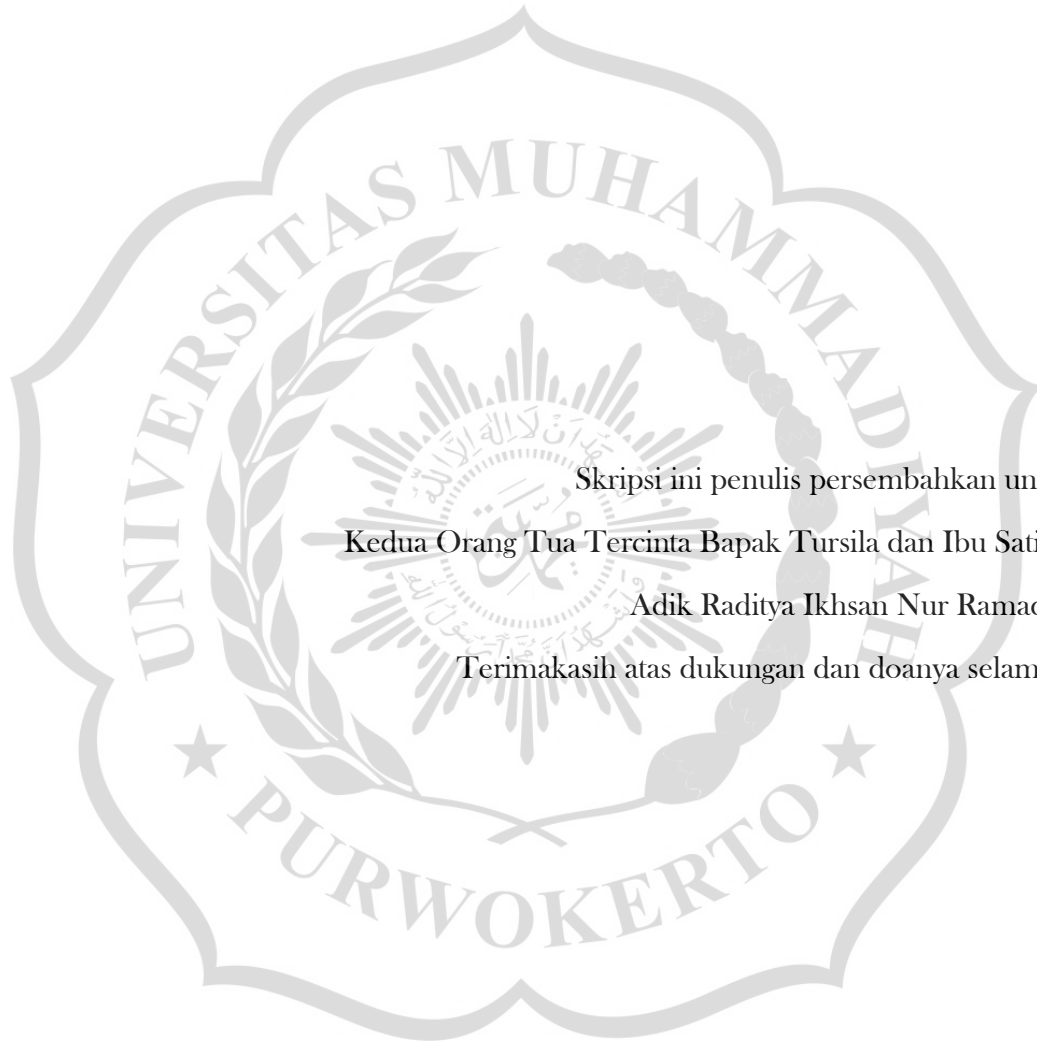 UNIVERSITAS MUHAMMADIYAH
Skripsi ini penulis persembahkan un
Kedua Orang Tua Tercinta Bapak Tursila dan Ibu Sati
Adik Raditya Ikhsan Nur Ramad
Terimakasih atas dukungan dan doanya selam
PURWOKERTO